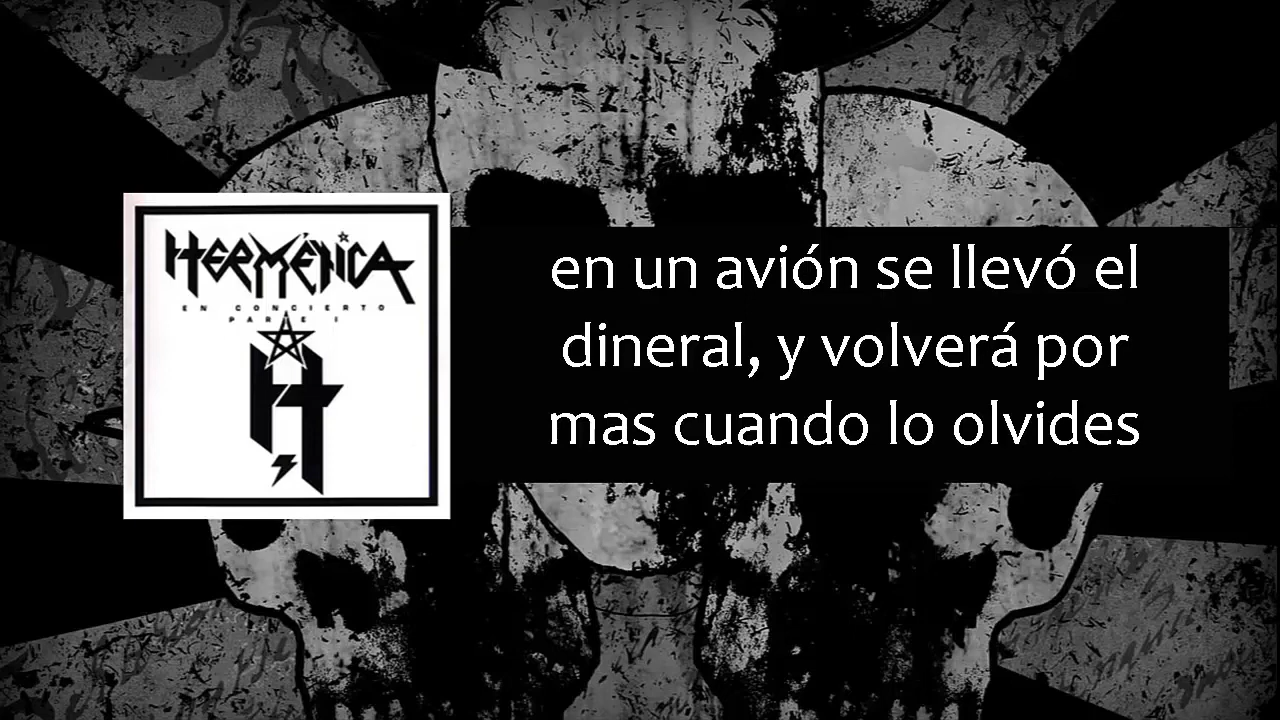 HERMÉTICA
EN CONCIERTO
PARTE I
en un avión se llevó el
dineral, y volverá por
mas cuando lo olvides